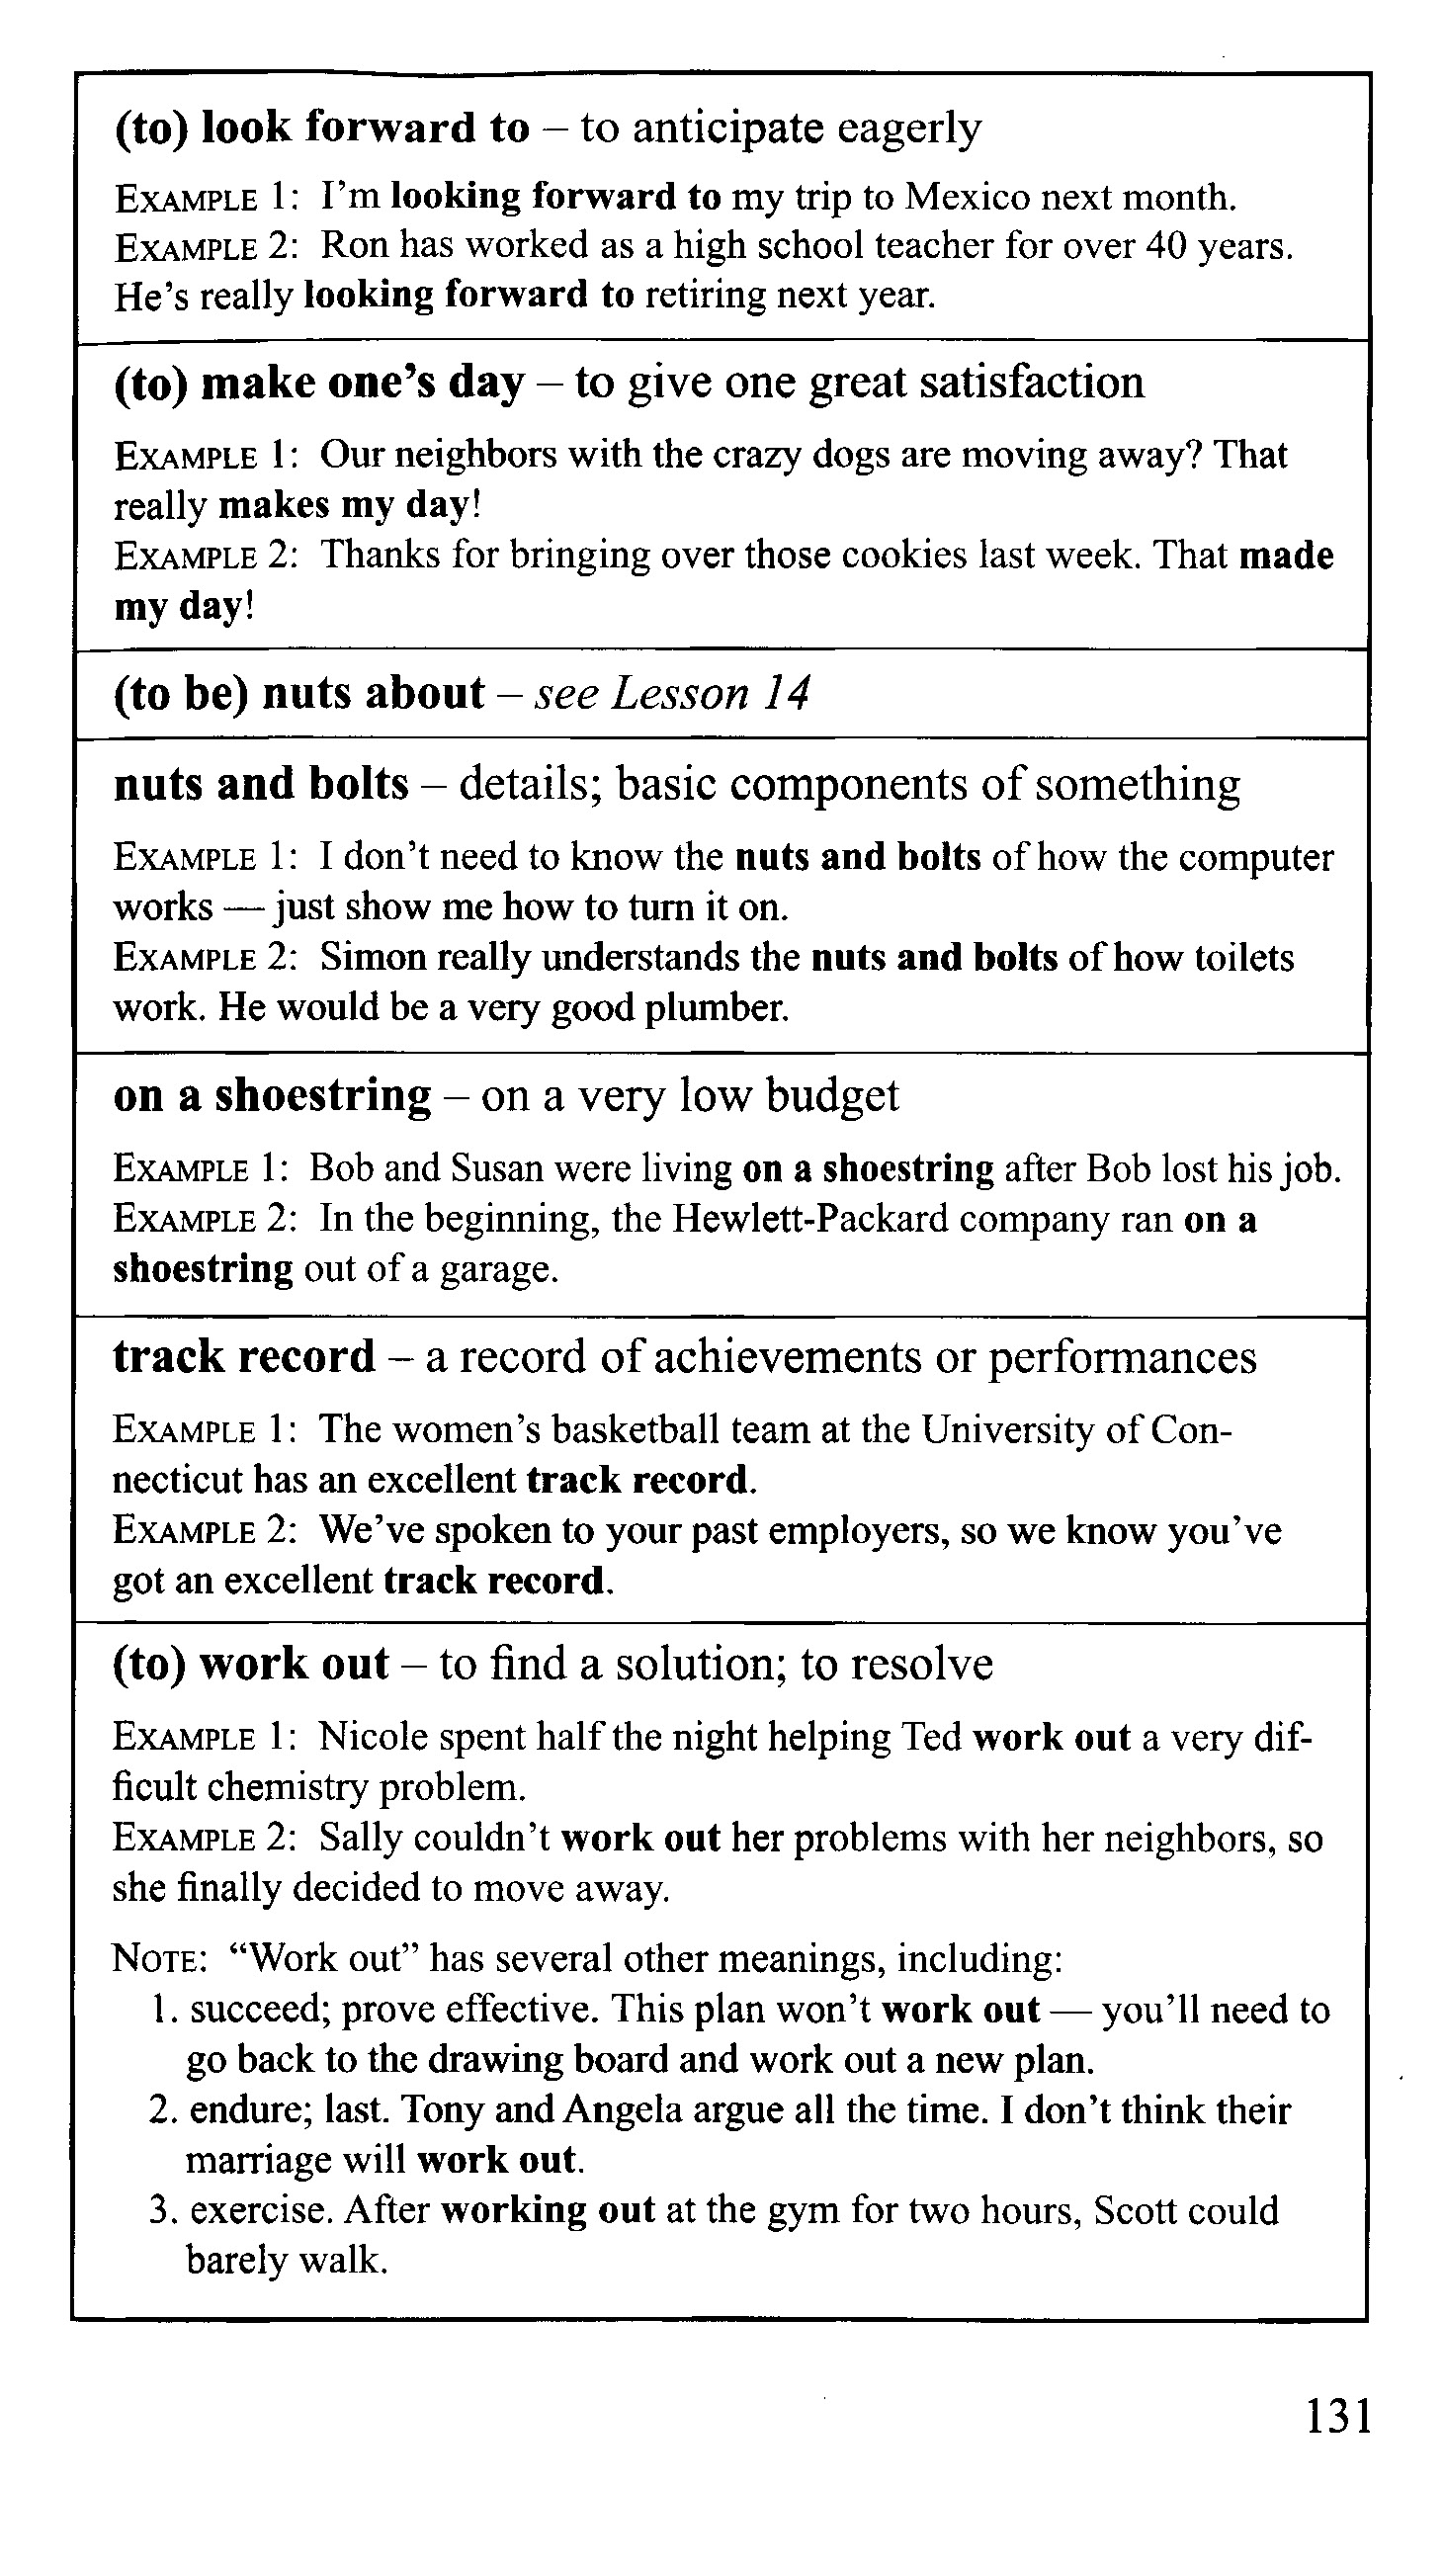 (to) look forward to – to anticipate eagerly
EXAMPLE 1: I'm looking forward to my trip to Mexico next month.
EXAMPLE 2: Ron has worked as a high school teacher for over 40 years.
He's really looking forward to retiring next year.
(to) make one's day – to give one great satisfaction
EXAMPLE 1: Our neighbors with the crazy dogs are moving away? That
really makes my day!
EXAMPLE 2: Thanks for bringing over those cookies last week. That made
my day!
(to be) nuts about – see Lesson 14
nuts and bolts – details; basic components of something
EXAMPLE 1: I don't need to know the nuts and bolts of how the computer
works — just show me how to turn it on.
EXAMPLE 2: Simon really understands the nuts and bolts of how toilets
work. He would be a very good plumber.
on a shoestring – on a very low budget
EXAMPLE 1: Bob and Susan were living on a shoestring after Bob lost his job.
EXAMPLE 2: In the beginning, the Hewlett-Packard company ran on a
shoestring out of a garage.
track record – a record of achievements or performances
EXAMPLE 1: The women's basketball team at the University of Con-
necticut has an excellent track record.
EXAMPLE 2: We've spoken to your past employers, so we know you've
got an excellent track record.
(to) work out – to find a solution; to resolve
EXAMPLE 1: Nicole spent half the night helping Ted work out a very dif-
ficult chemistry problem.
EXAMPLE 2: Sally couldn't work out her problems with her neighbors, so
she finally decided to move away.
NOTE: “Work out” has several other meanings, including:
1. succeed; prove effective. This plan won't work out — you'll need to
go back to the drawing board and work out a new plan.
2. endure; last. Tony and Angela argue all the time. I don't think their
marriage will work out.
3. exercise. After working out at the gym for two hours, Scott could
barely walk.
131